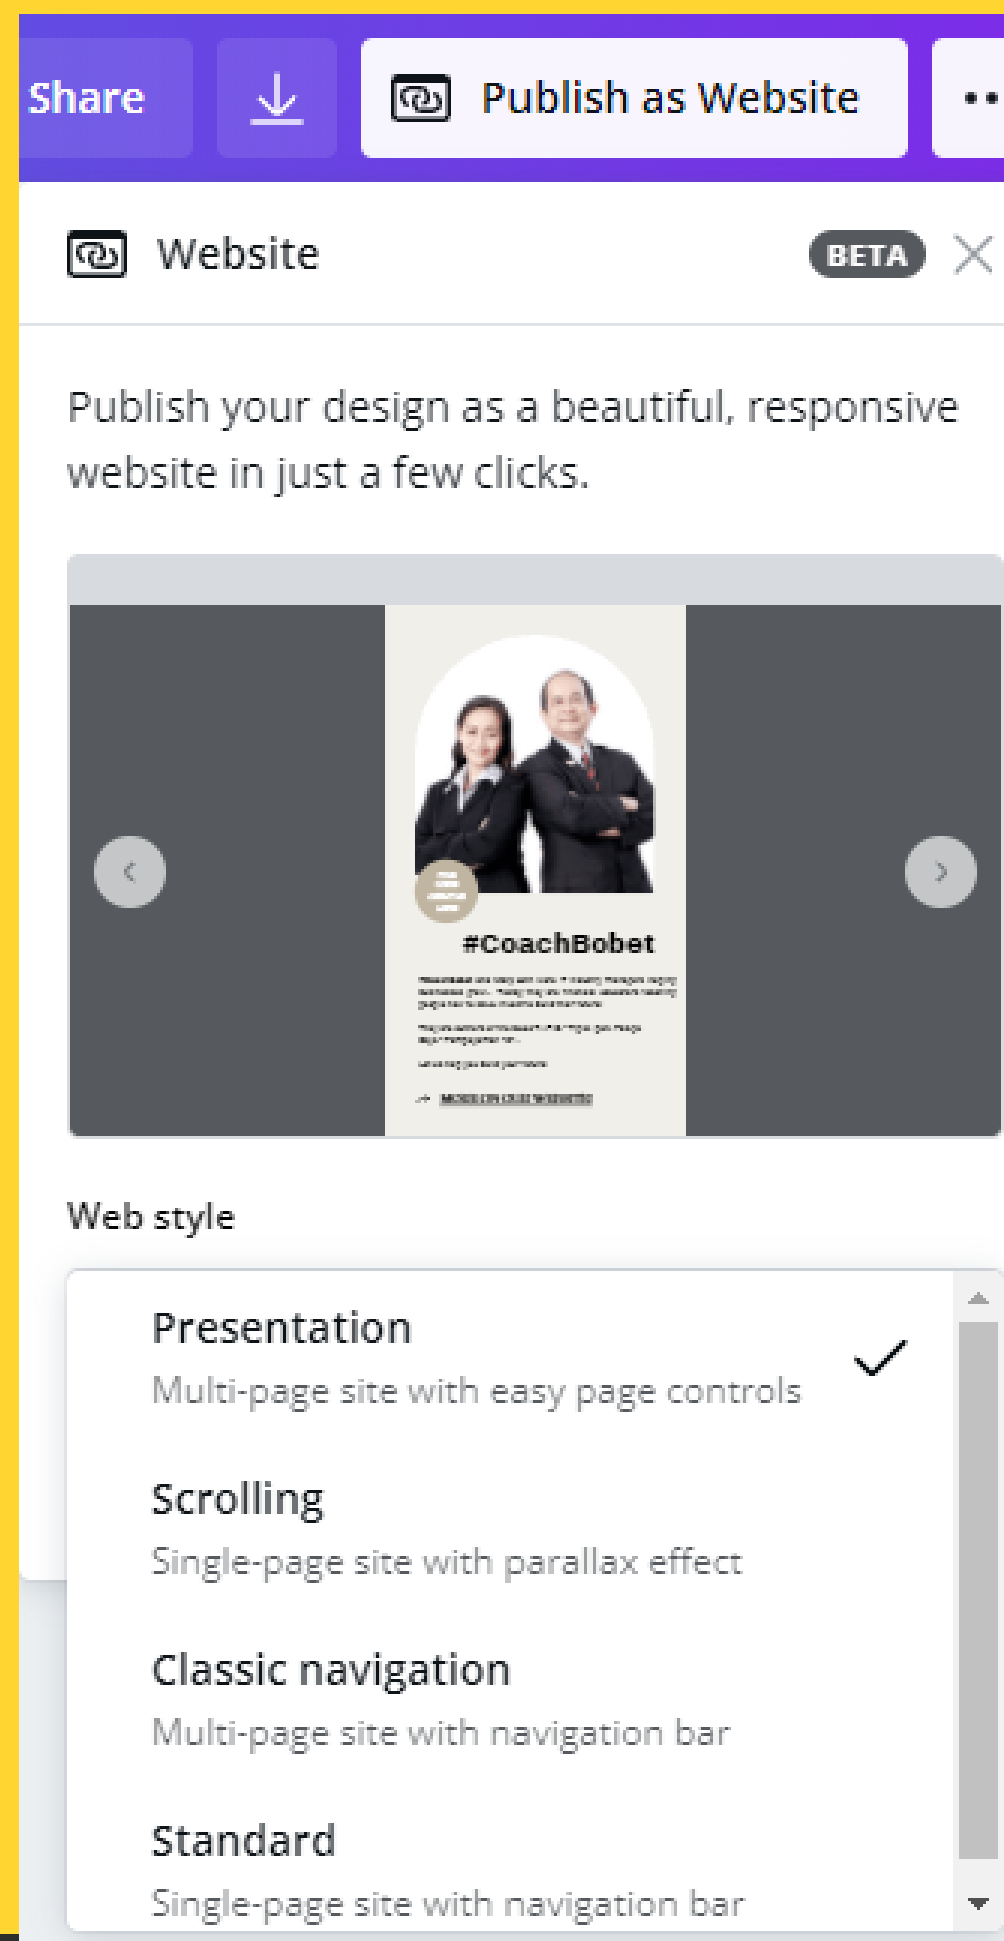 Share
Publish as Website
Website
BETA
Publish your design as a beautiful, responsive
website in just a few clicks.
#CoachBobet
Web style
Presentation
Multi-page site with easy page controls
Scrolling
Single-page site with parallax effect
Classic navigation
Multi-page site with navigation bar
Standard
Single-page site with navigation bar